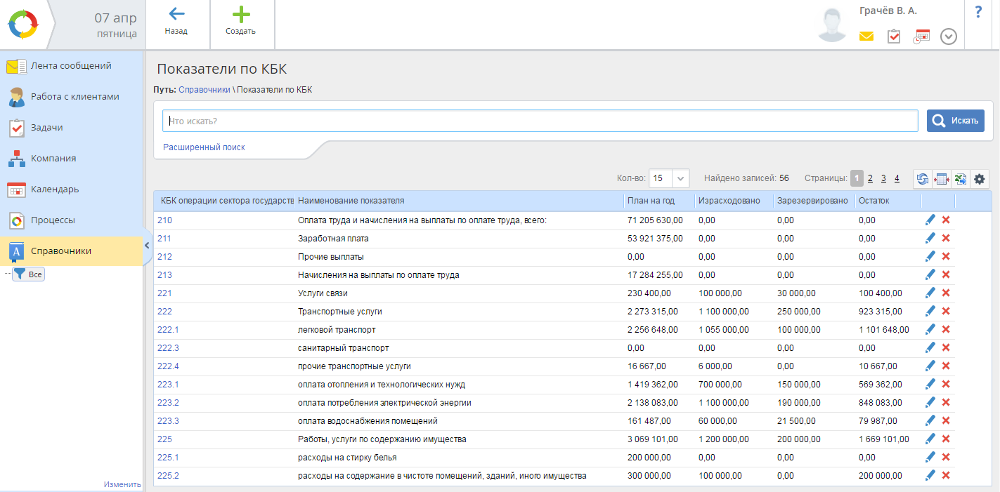 07 апр
пятница
Назад
Создать
Грачёв В. А.
?
Лента сообщений
Работа с клиентами
Задачи
Компания
Календарь
Процессы
Справочники
Все
Изменить
Показатели по КБК
Путь: Справочники \ Показатели по КБК
Что искать?
Искать
Расширенный поиск
Кол-во: 15 Найдено записей: 56 Страницы: 1 2 3 4
КБК операции сектора государств Наименование показателя План на год Израсходовано Зарезервировано Остаток
210 Оплата труда и начисления на выплаты по оплате труда, всего: 71 205 630,00 0,00 0,00 0,00
211 Заработная плата 53 921 375,00 0,00 0,00 0,00
212 Прочие выплаты 0,00 0,00 0,00 0,00
213 Начисления на выплаты по оплате труда 17 284 255,00 0,00 0,00 0,00
221 Услуги связи 230 400,00 100 000,00 30 000,00 100 400,00
222 Транспортные услуги 2 273 315,00 1 100 000,00 250 000,00 923 315,00
222.1 легковой транспорт 2 256 648,00 1 055 000,00 100 000,00 1 101 648,00
222.3 санитарный транспорт 0,00 0,00 0,00 0,00
222.4 прочие транспортные услуги 16 667,00 6 000,00 0,00 10 667,00
223.1 оплата отопления и технологических нужд 1 419 362,00 700 000,00 150 000,00 569 362,00
223.2 оплата потребления электрической энергии 2 138 083,00 1 100 000,00 190 000,00 848 083,00
223.3 оплата водоснабжения помещений 161 487,00 60 000,00 21 500,00 79 987,00
225 Работы, услуги по содержанию имущества 3 069 101,00 1 200 000,00 200 000,00 1 669 101,00
225.1 расходы на стирку белья 200 000,00 0,00 0,00 0,00
225.2 расходы на содержание в чистоте помещений, зданий, иного имущества 300 000,00 100 000,00 0,00 200 000,00